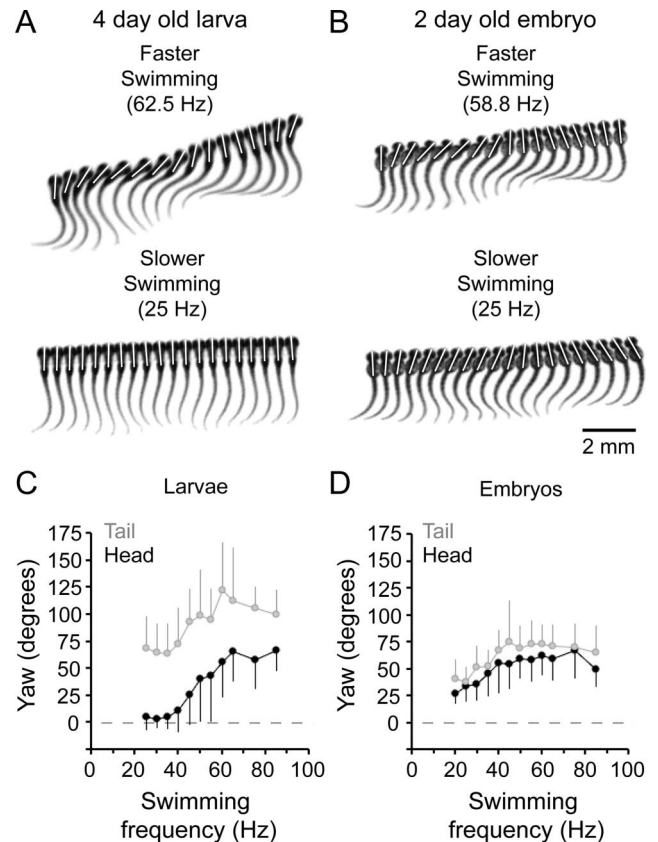 A 4 day old larva
Faster
Swimming
(62.5 Hz)
Slower
Swimming
(25 Hz)
B 2 day old embryo
Faster
Swimming
(58.8 Hz)
Slower
Swimming
(25 Hz)
2 mm
C Larvae
Tail
Head
Yaw (degrees)
175
150
125
100
75
50
25
0
0 20 40 60 80 100
Swimming
frequency (Hz)
D Embryos
Tail
Head
Yaw (degrees)
175
150
125
100
75
50
25
0
0 20 40 60 80 100
Swimming
frequency (Hz)